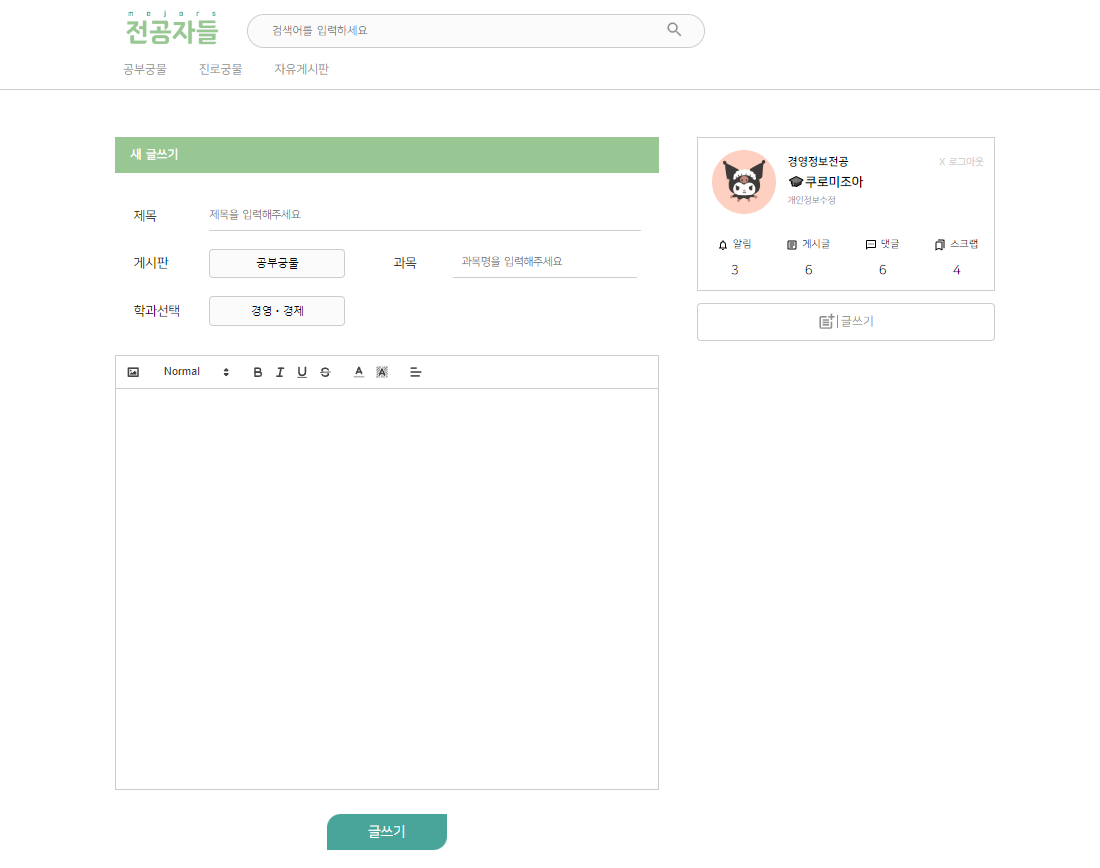 majors
전공자들
검색어를 입력하세요
공부궁물 진로궁물 자유게시판
새 글쓰기
제목 제목을 입력해주세요
게시판 공부궁물 과목 과목명을 입력해주세요
학과선택 경영·경제
Normal B I U S A A
글쓰기
경영정보전공 X 로그아웃
쿠로미조아
개인정보수정
알림 게시글 댓글 스크랩
3 6 6 4
글쓰기